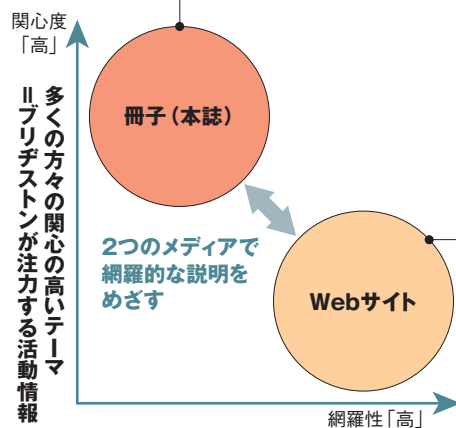 関心度
「高」
冊子（本誌）
多くの方々の関心の高いテーマ
＝ブリヂストンが注力する活動情報
2つのメディアで
網羅的な説明を
めざす
Webサイト
網羅性「高」